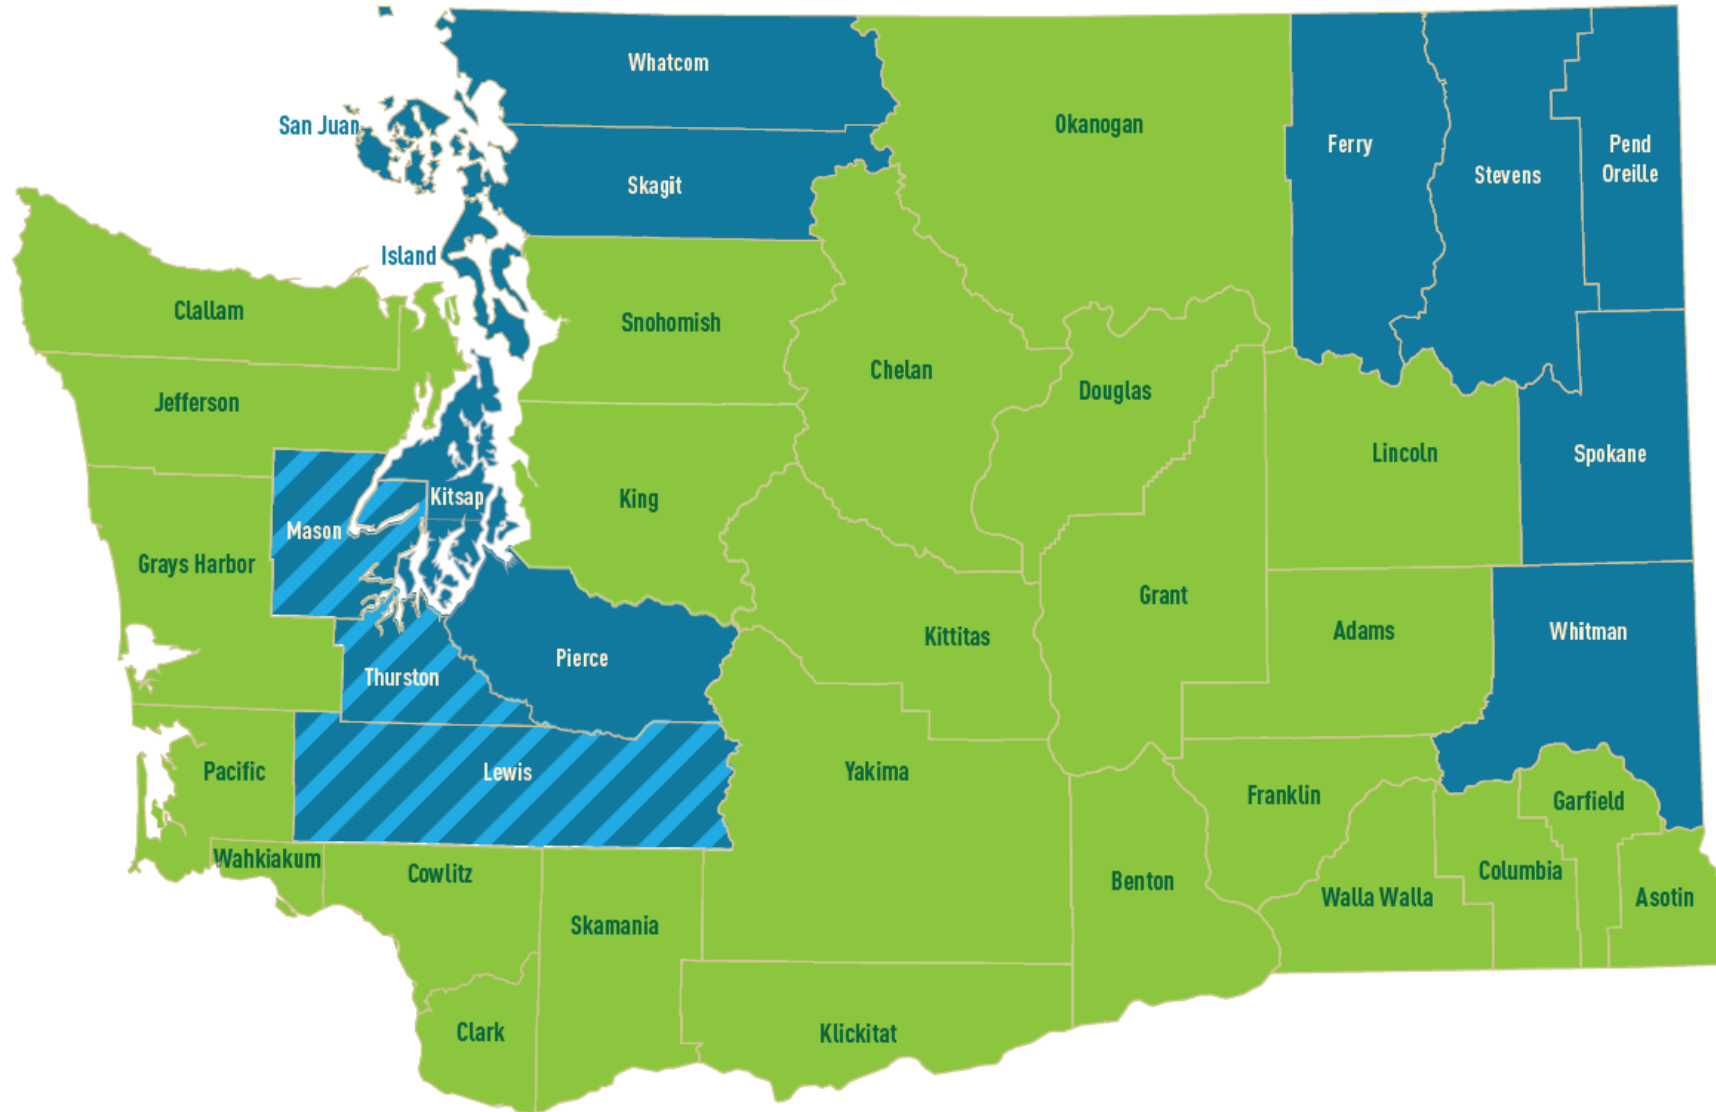 Whatcom
San Juan
Okanogan
Ferry
Pend
Oreille
Stevens
Skagit
Island
Clallam
Snohomish
Chelan
Douglas
Jefferson
Lincoln
Spokane
Kitsap
King
Mason
Grays Harbor
Grant
Adams
Whitman
Kittitas
Pierce
Thurston
Pacific
Lewis
Yakima
Franklin
Garfield
Wahkiakum
Cowlitz
Benton
Columbia
Walla Walla
Asotin
Skamania
Clark
Klickitat